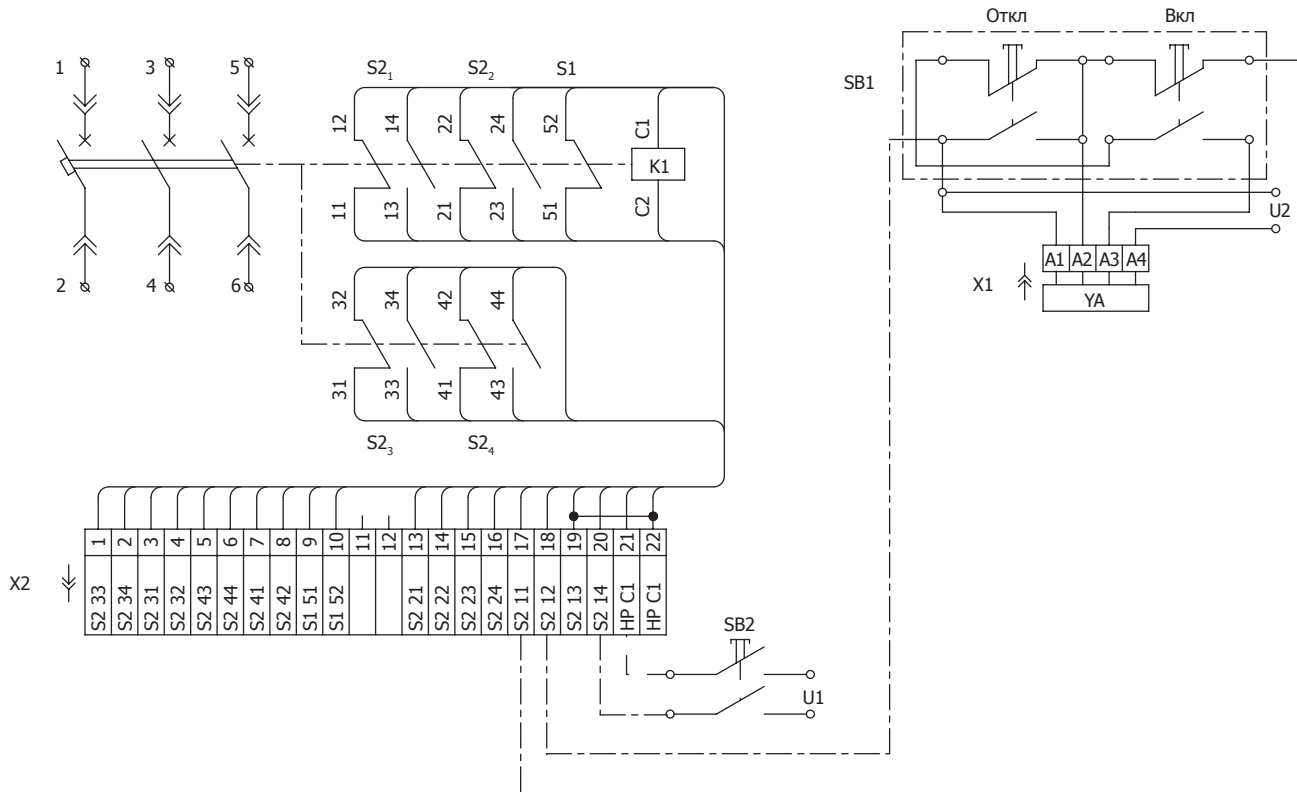 Откл Вкл
SB1
1 3 5
S2₁ S2₂ S1
12 14 22 24 52 C1
K1
11 13 21 23 51 C2
U2
A1 A2 A3 A4
X1
YA
2 4 6
32 34 42 44
31 33 41 43
S2₃ S2₄
1 2 3 4 5 6 7 8 9 10 11 12 13 14 15 16 17 18 19 20 21 22
X2
S2 33 S2 34 S2 31 S2 32 S2 43 S2 44 S2 41 S2 42 S1 51 S1 52 S2 21 S2 22 S2 23 S2 24 S2 11 S2 12 S2 13 S2 14 HP C1 HP C1
SB2
U1